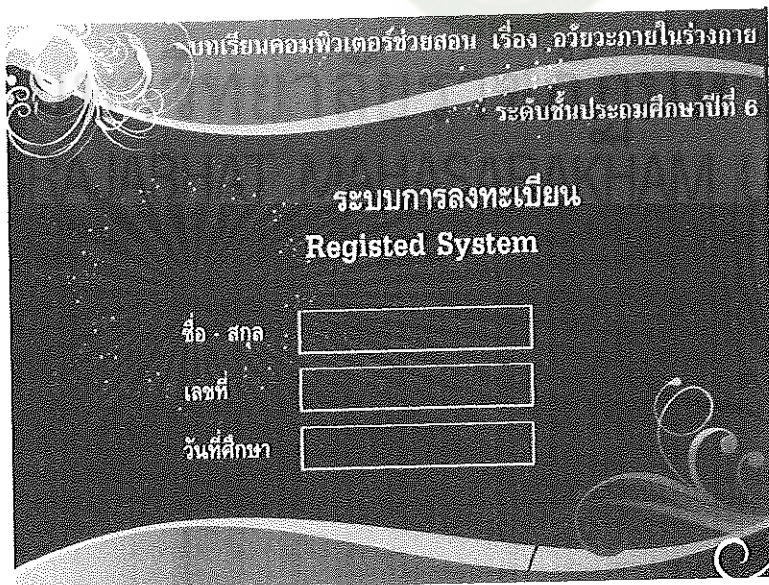 บทเรียนคอมพิวเตอร์ช่วยสอน เรื่อง อวัยวะภายในร่างกาย
ระดับชั้นประถมศึกษาปีที่ 6
ระบบการลงทะเบียน
Registed System
ชื่อ - สกุล
เลขที่
วันที่ศึกษา